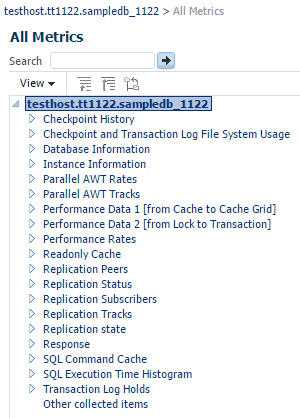 testhost.tt1122.sampledb_1122 > All Metrics
All Metrics
Search
View
testhost.tt1122.sampledb_1122
Checkpoint History
Checkpoint and Transaction Log File System Usage
Database Information
Instance Information
Parallel AWT Rates
Parallel AWT Tracks
Performance Data 1 [from Cache to Cache Grid]
Performance Data 2 [from Lock to Transaction]
Performance Rates
Readonly Cache
Replication Peers
Replication Status
Replication Subscribers
Replication Tracks
Replication state
Response
SQL Command Cache
SQL Execution Time Histogram
Transaction Log Holds
Other collected items